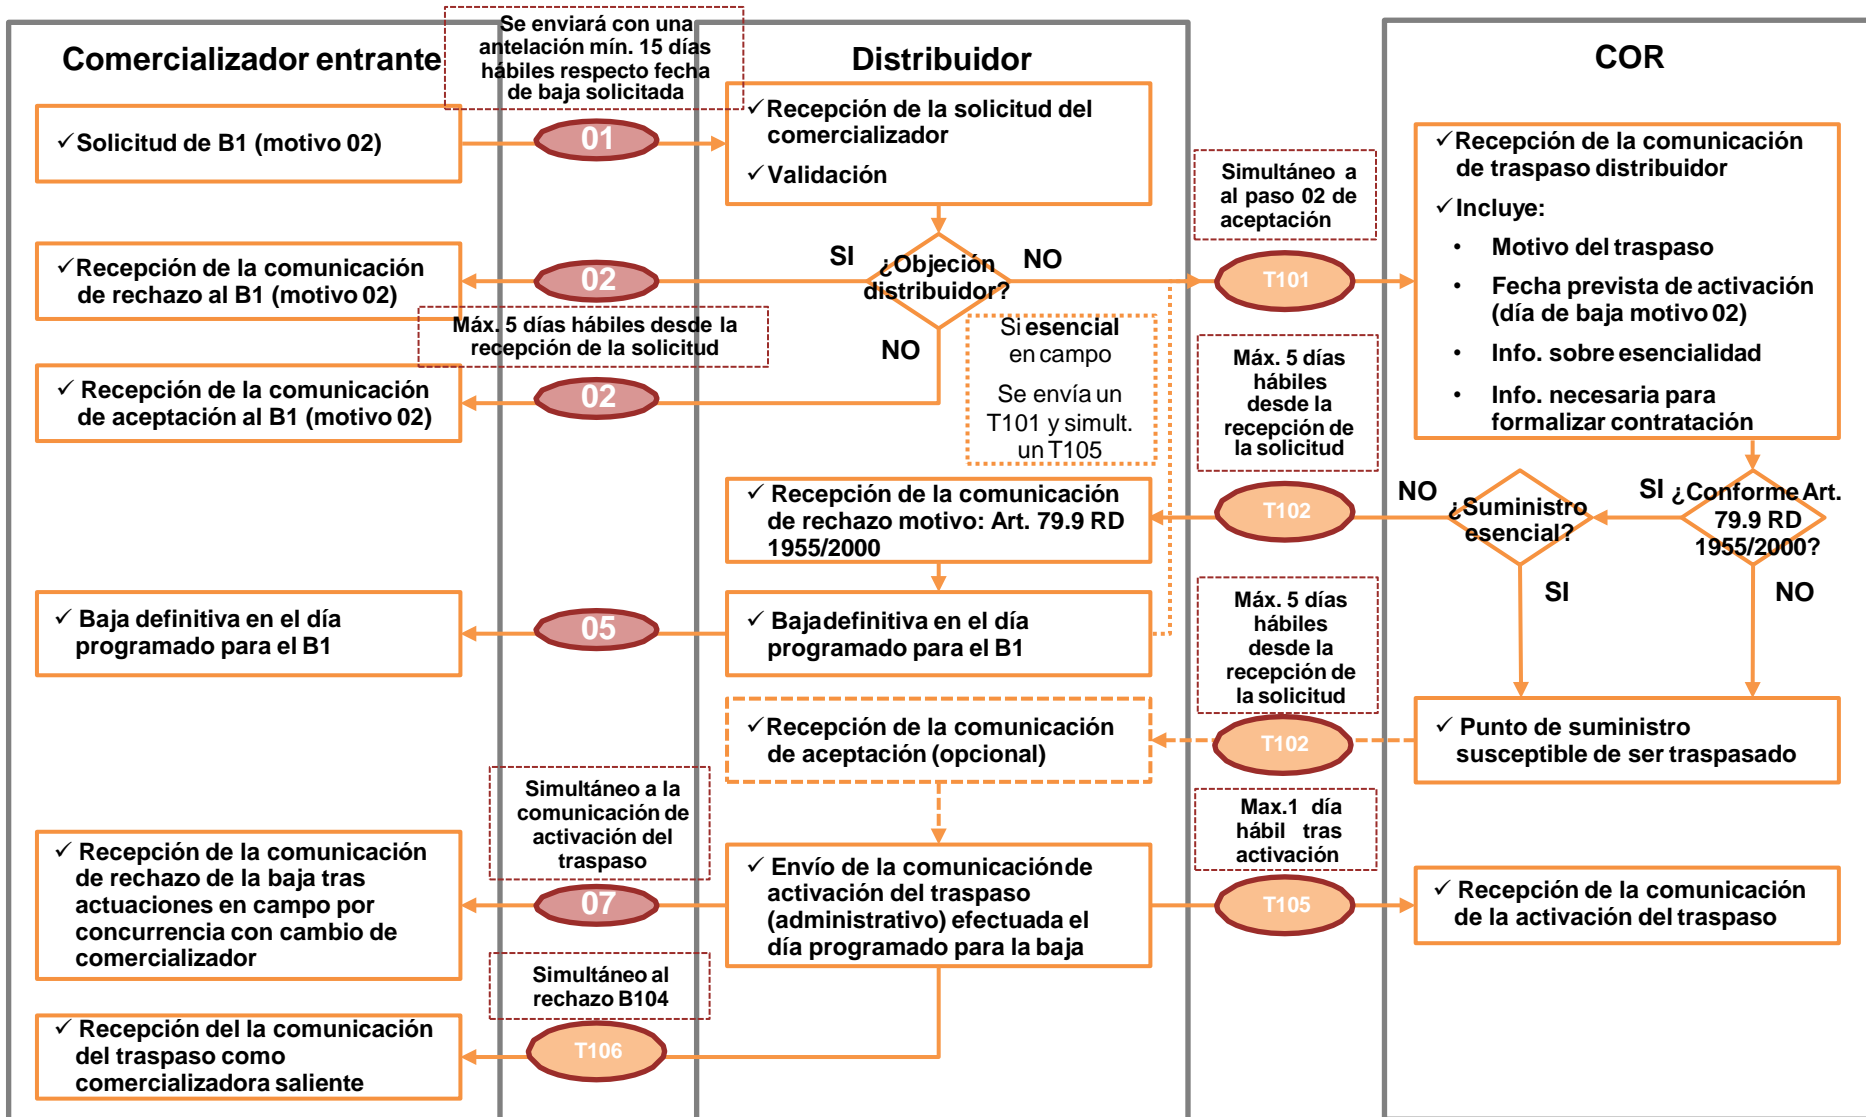 Comercializador entrante
Se enviará con una
antelación mín. 15 días
hábiles respecto fecha
de baja solicitada
Distribuidor
COR
✓Solicitud de B1 (motivo 02)
01
✓Recepción de la solicitud del
comercializador
✓Validación
Simultáneo a
al paso 02 de
aceptación
✓Recepción de la comunicación
de traspaso distribuidor
✓Incluye:
• Motivo del traspaso
• Fecha prevista de activación
(día de baja motivo 02)
• Info. sobre esencialidad
• Info. necesaria para
formalizar contratación
✓Recepción de la comunicación
de rechazo al B1 (motivo 02)
02
SI
¿Objeción
distribuidor?
NO
T101
Máx. 5 días hábiles desde la
recepción de la solicitud
NO
Si esencial
en campo
Se envía un
T101 y simult.
un T105
Máx. 5 días
hábiles
desde la
recepción de
la solicitud
✓ Recepción de la comunicación
de aceptación al B1 (motivo 02)
02
✓ Recepción de la comunicación
de rechazo motivo: Art. 79.9 RD
1955/2000
T102
NO
¿Suministro
esencial?
SI
¿Conforme Art.
79.9 RD
1955/2000?
SI
NO
✓ Baja definitiva en el día
programado para el B1
05
✓ Bajadefinitiva en el día
programado para el B1
Máx. 5 días
hábiles
desde la
recepción de
la solicitud
✓Recepción de la comunicación
de aceptación (opcional)
T102
✓ Punto de suministro
susceptible de ser traspasado
Simultáneo a la
comunicación de
activación del
traspaso
Max.1 día
hábil tras
activación
✓ Recepción de la comunicación
de rechazo de la baja tras
actuaciones en campo por
concurrencia con cambio de
comercializador
07
✓ Envío de la comunicaciónde
activación del traspaso
(administrativo) efectuada el
día programado para la baja
T105
✓ Recepción de la comunicación
de la activación del traspaso
Simultáneo al
rechazo B104
✓ Recepción del la comunicación
del traspaso como
comercializadora saliente
T106